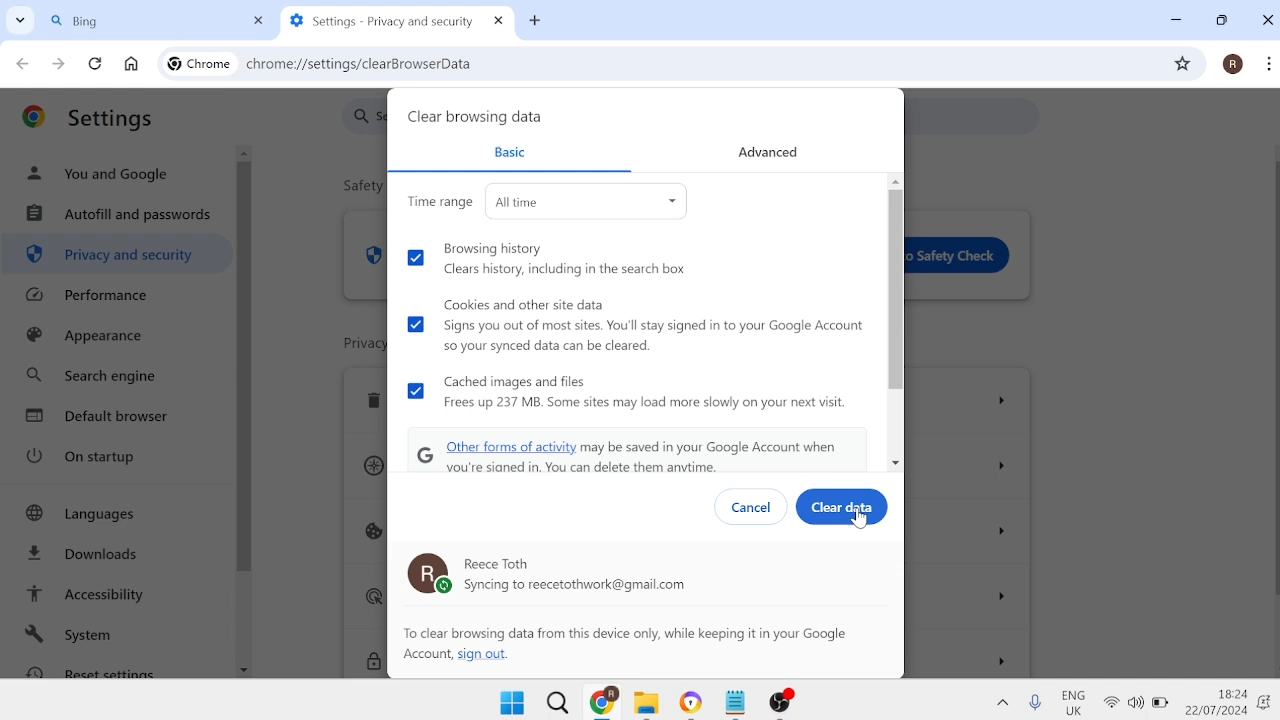 Bing
Settings - Privacy and security
Chrome
chrome://settings/clearBrowserData
R
Settings
Se
Clear browsing data
Basic
Advanced
You and Google
Autofill and passwords
Privacy and security
Performance
Appearance
Search engine
Default browser
On startup
Languages
Downloads
Accessibility
System
Reset settings
Safety
o Safety Check
Privacy
Time range
All time
Browsing history
Clears history, including in the search box
Cookies and other site data
Signs you out of most sites. You'll stay signed in to your Google Account
so your synced data can be cleared.
Cached images and files
Frees up 237 MB. Some sites may load more slowly on your next visit.
G
Other forms of activity may be saved in your Google Account when
you're signed in. You can delete them anytime.
Cancel
Clear data
R
Reece Toth
Syncing to reecetothwork@gmail.com
To clear browsing data from this device only, while keeping it in your Google
Account, sign out.
R
ENG
UK
18:24
22/07/2024